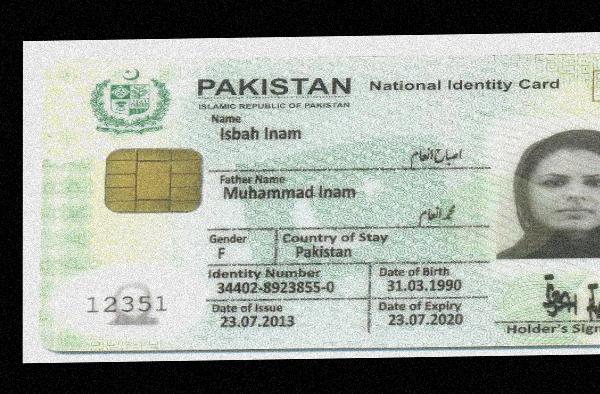 PAKISTAN National Identity Card
ISLAMIC REPUBLIC OF PAKISTAN
Name
Isbah Inam
اصباح انعام
Father Name
Muhammad Inam
محمد انعام
Gender Country of Stay
F Pakistan
Identity Number Date of Birth
34402-8923855-0 31.03.1990
12351
Date of Issue Date of Expiry
23.07.2013 23.07.2020
Holder's